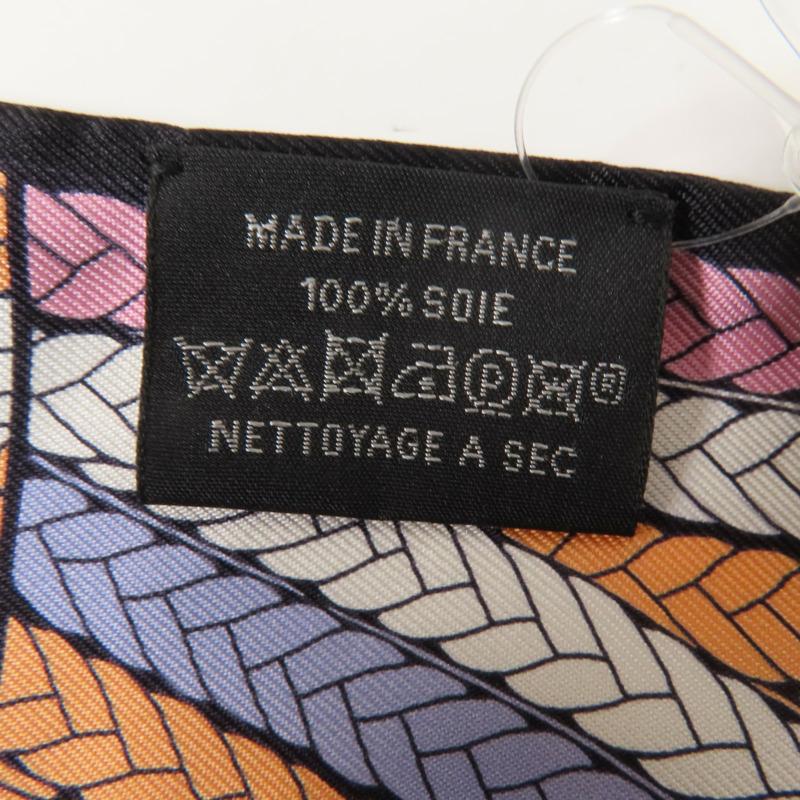 MADE IN FRANCE
100% SOIE
P ®
NETTOYAGE A SEC